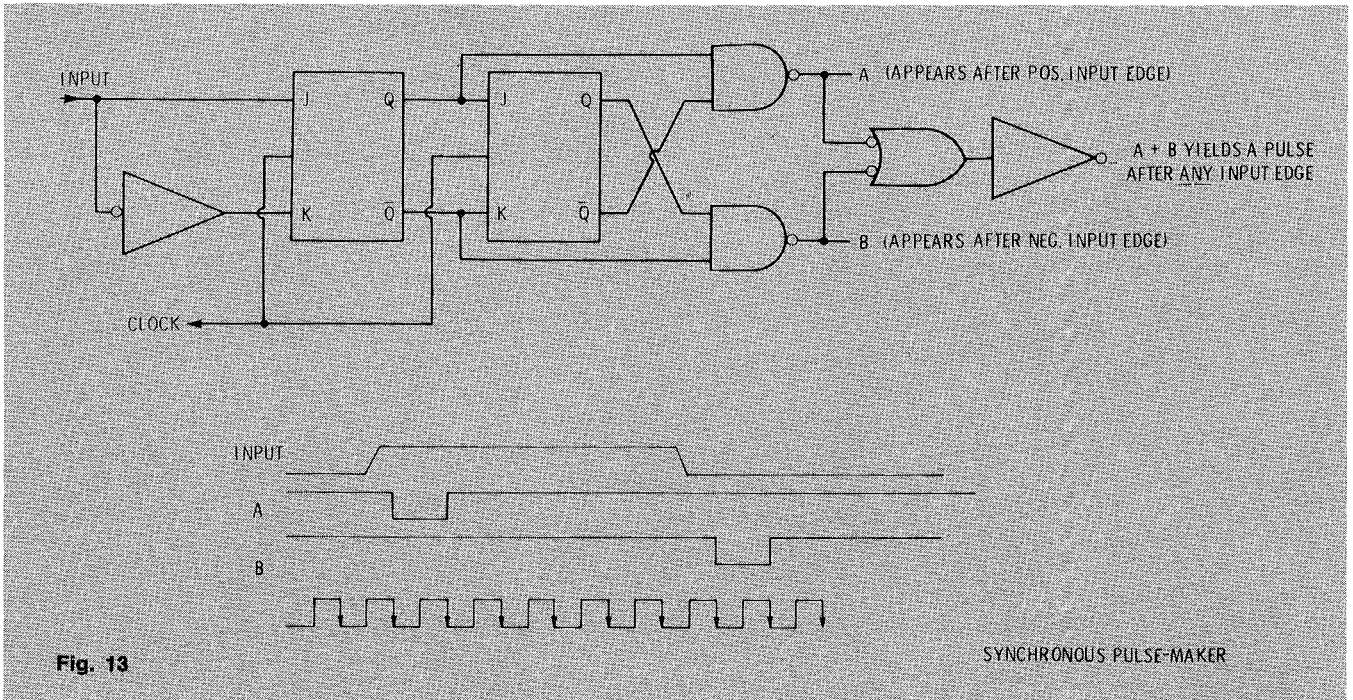 INPUT
J Q J Q
K Q̅ K Q̅
CLOCK
A (APPEARS AFTER POS. INPUT EDGE)
A + B YIELDS A PULSE
AFTER ANY INPUT EDGE
B (APPEARS AFTER NEG. INPUT EDGE)
INPUT
A
B
Fig. 13
SYNCHRONOUS PULSE-MAKER